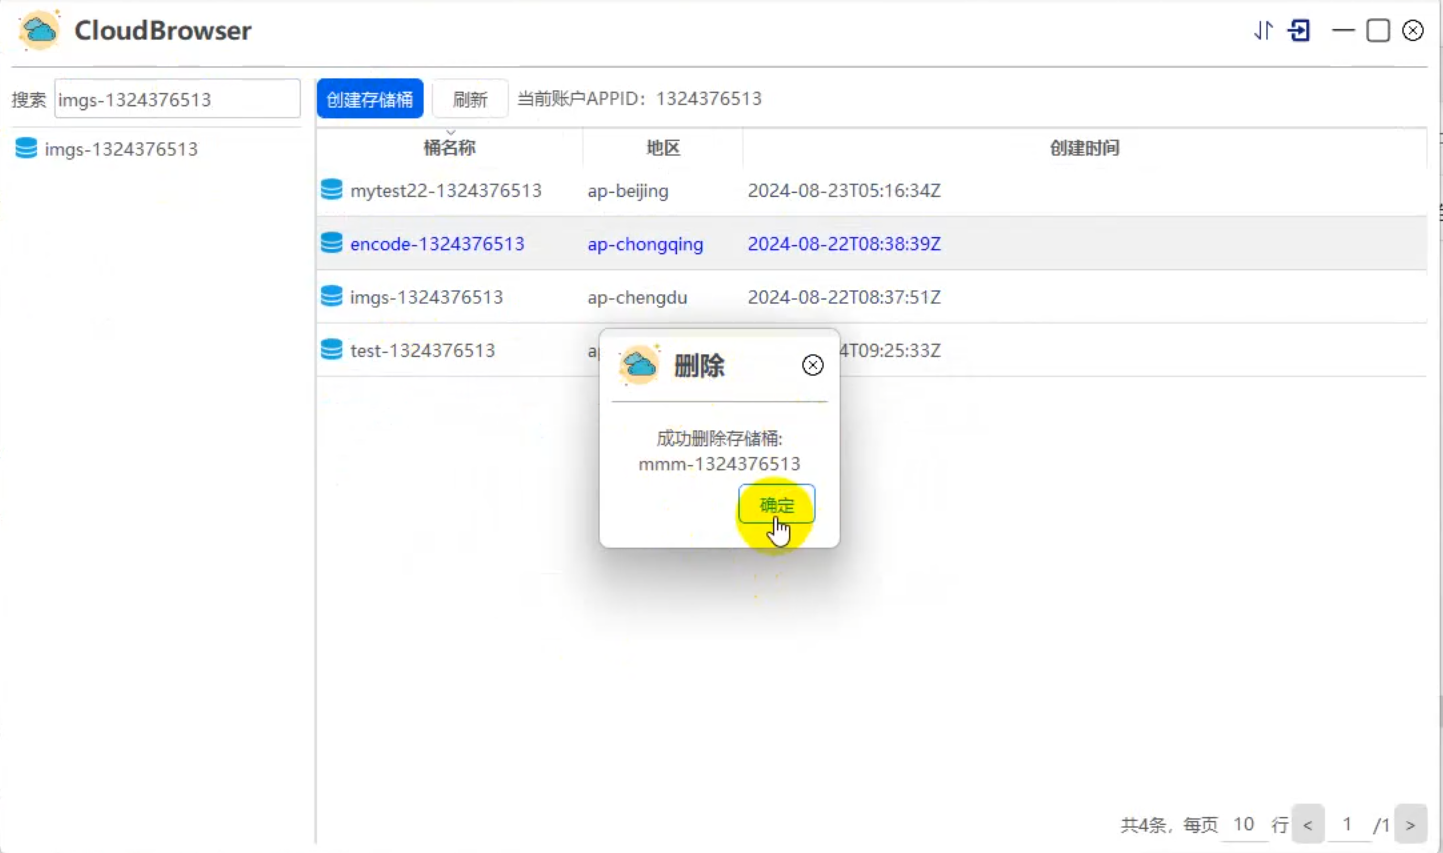 CloudBrowser
搜索 imgs-1324376513
创建存储桶 刷新 当前账户APPID：1324376513
imgs-1324376513
桶名称 地区 创建时间
mytest22-1324376513 ap-beijing 2024-08-23T05:16:34Z
encode-1324376513 ap-chongqing 2024-08-22T08:38:39Z
imgs-1324376513 ap-chengdu 2024-08-22T08:37:51Z
test-1324376513 4T09:25:33Z
删除
成功删除存储桶:
mmm-1324376513
确定
共4条，每页 10 行 < 1 /1 >